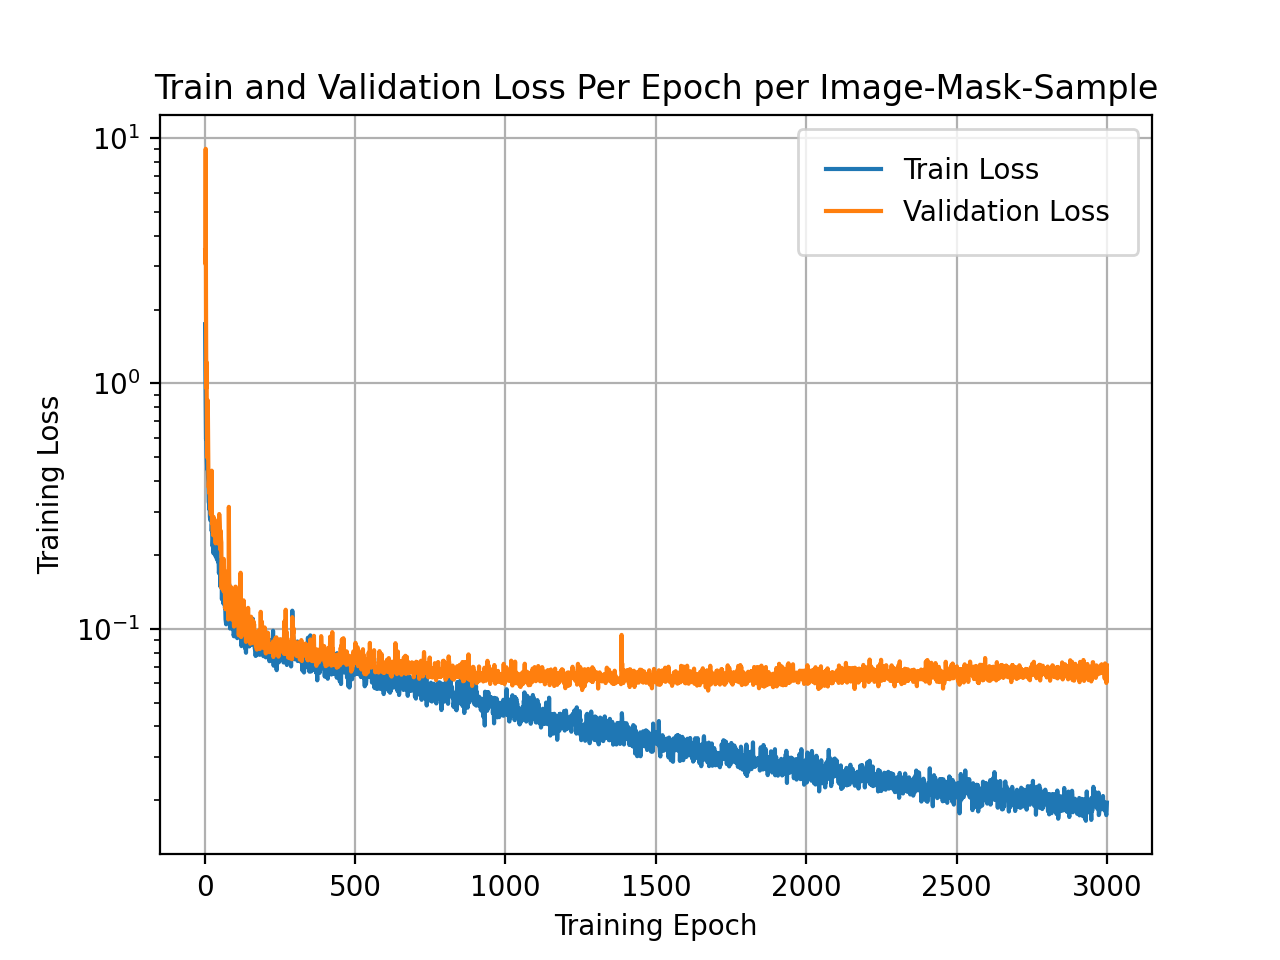 Train and Validation Loss Per Epoch per Image-Mask-Sample
Train Loss
Validation Loss
Training Loss
10¹
10⁰
10⁻¹
0 500 1000 1500 2000 2500 3000
Training Epoch